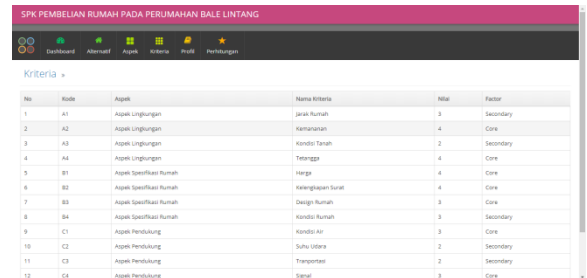 SPK PEMBELIAN RUMAH PADA PERUMAHAN BALE LINTANG
Dashboard Alternatif Aspek Kriteria Profil Perhitungan
Kriteria »
No Kode Aspek Nama Kriteria Nilai Factor
1 A1 Aspek Lingkungan Jarak Rumah 3 Secondary
2 A2 Aspek Lingkungan Kemananan 4 Core
3 A3 Aspek Lingkungan Kondisi Tanah 2 Secondary
4 A4 Aspek Lingkungan Tetangga 4 Core
5 B1 Aspek Spesifikasi Rumah Harga 4 Core
6 B2 Aspek Spesifikasi Rumah Kelengkapan Surat 4 Core
7 B3 Aspek Spesifikasi Rumah Design Rumah 3 Core
8 B4 Aspek Spesifikasi Rumah Kondisi Rumah 3 Secondary
9 C1 Aspek Pendukung Kondisi Air 3 Core
10 C2 Aspek Pendukung Suhu Udara 2 Secondary
11 C3 Aspek Pendukung Tranportasi 2 Secondary
12 C4 Aspek Pendukung Signal 3 Core